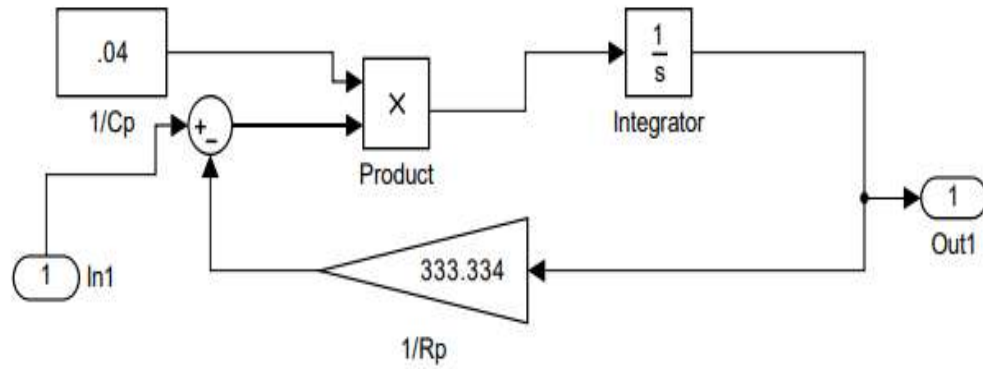 .04
1/Cp
+
−
X
Product
1
s
Integrator
1
Out1
1
In1
333.334
1/Rp